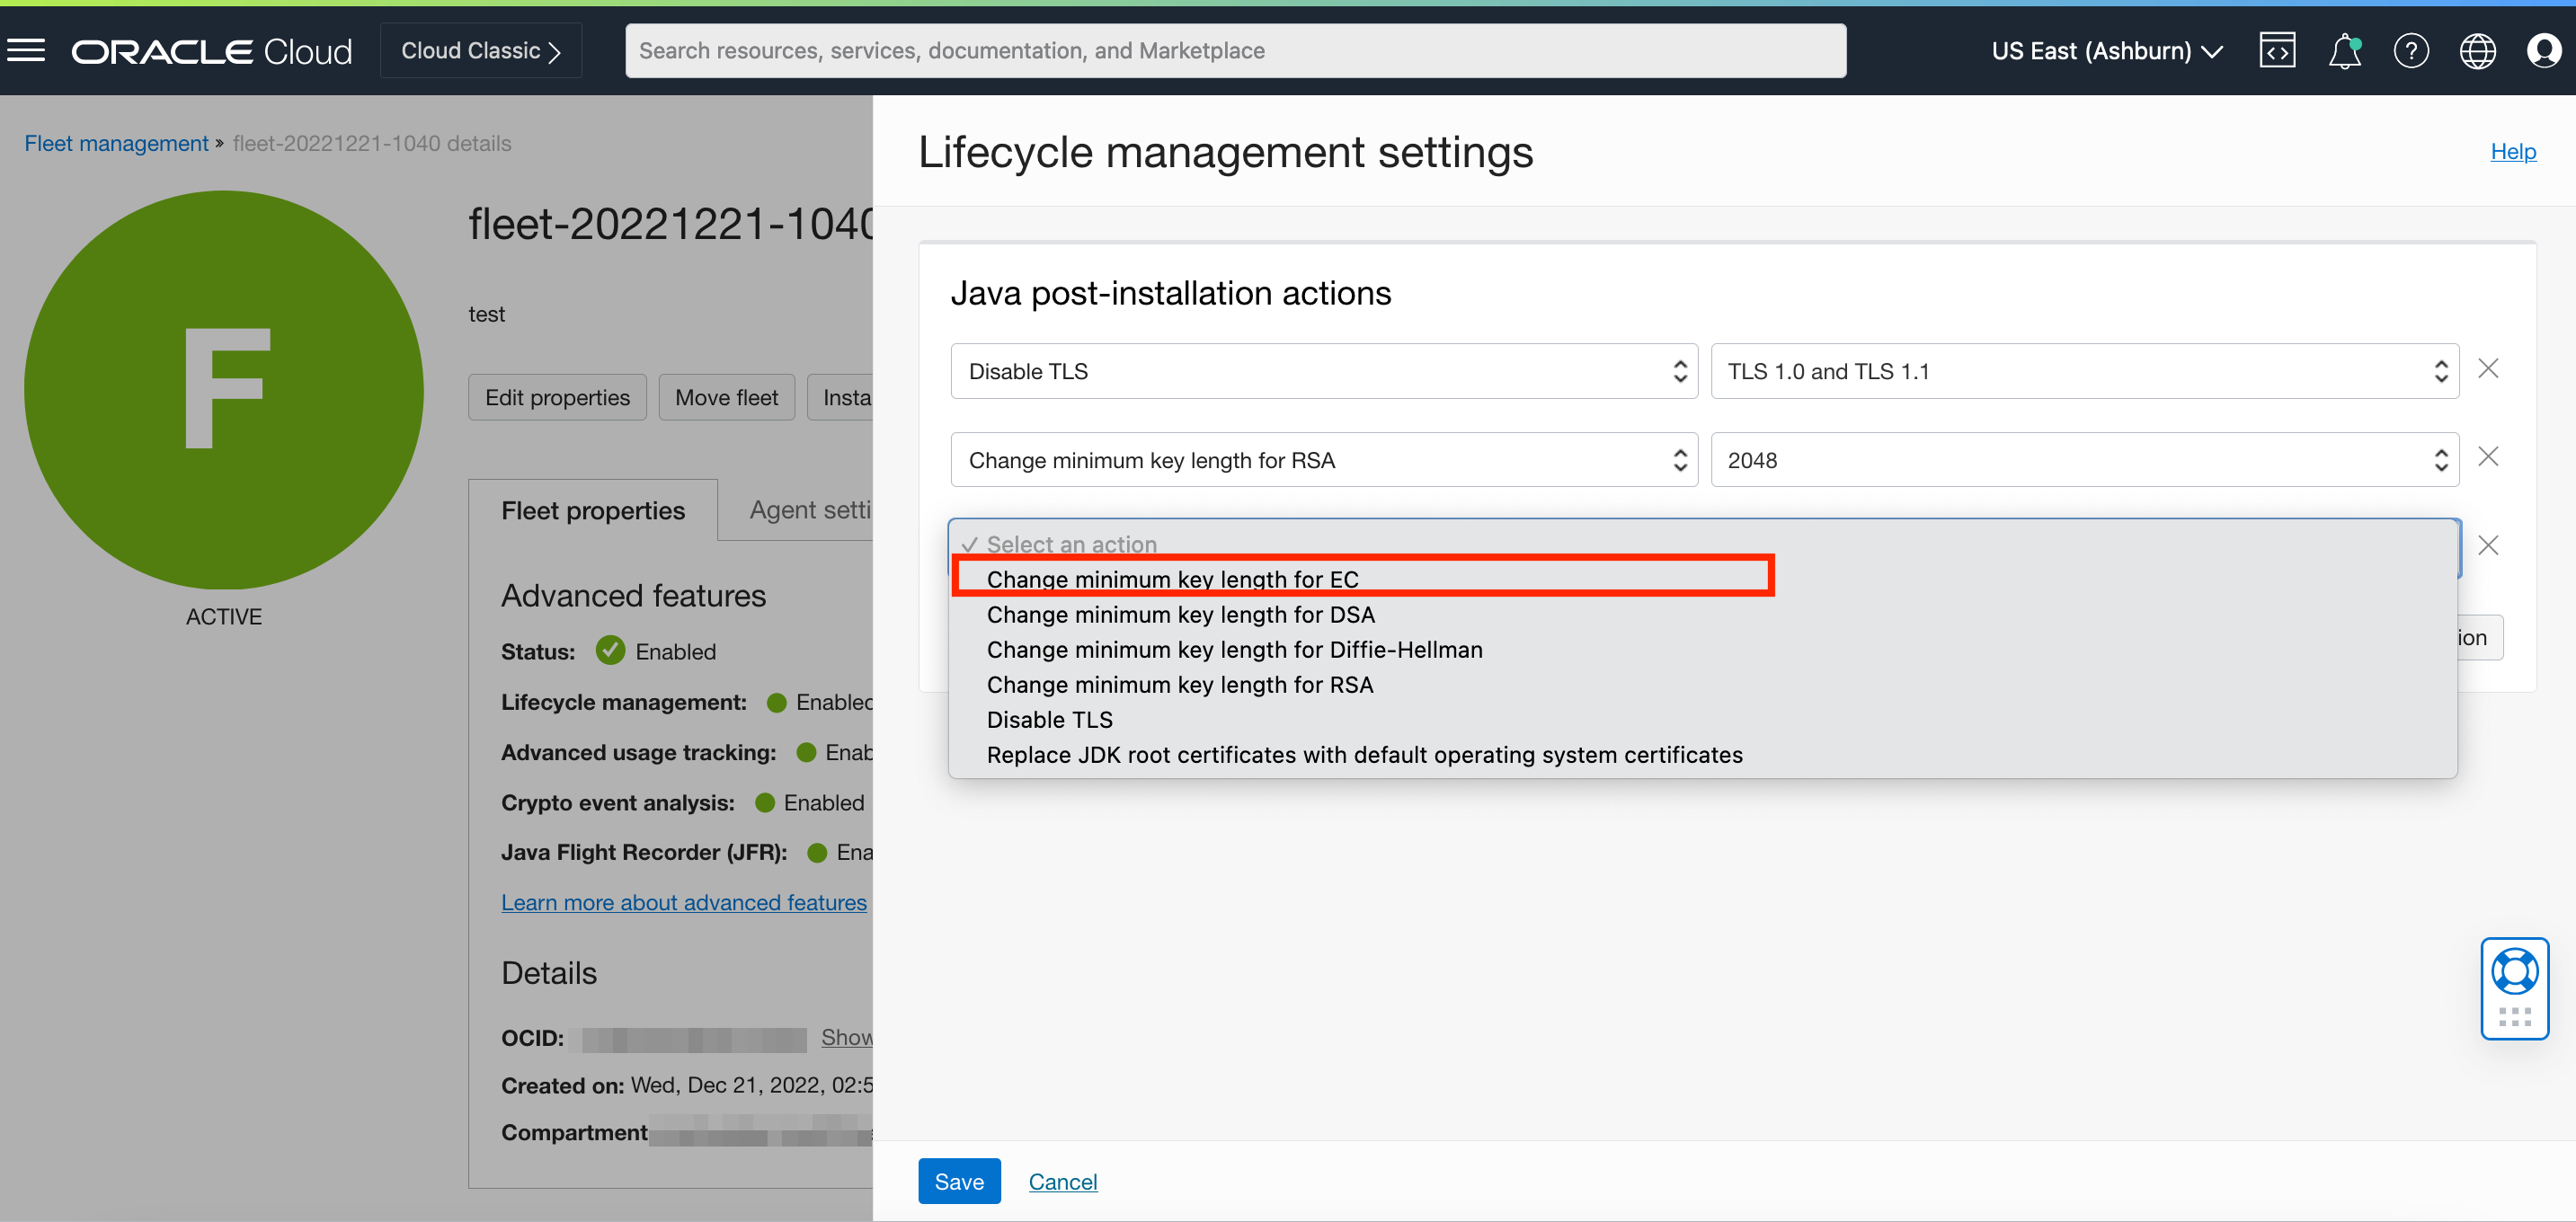 ORACLE Cloud
Cloud Classic
Search resources, services, documentation, and Marketplace
US East (Ashburn)
Fleet management » fleet-20221221-1040 details
F
ACTIVE
fleet-20221221-1040
test
Edit properties
Move fleet
Insta
Fleet properties
Agent setti
Advanced features
Status: Enabled
Lifecycle management: Enabled
Advanced usage tracking: Enab
Crypto event analysis: Enabled
Java Flight Recorder (JFR): Ena
Learn more about advanced features
Details
OCID: Show
Created on: Wed, Dec 21, 2022, 02:5
Compartment
Lifecycle management settings
Help
Java post-installation actions
Disable TLS
TLS 1.0 and TLS 1.1
Change minimum key length for RSA
2048
Select an action
Change minimum key length for EC
Change minimum key length for DSA
Change minimum key length for Diffie-Hellman
Change minimum key length for RSA
Disable TLS
Replace JDK root certificates with default operating system certificates
ion
Save
Cancel